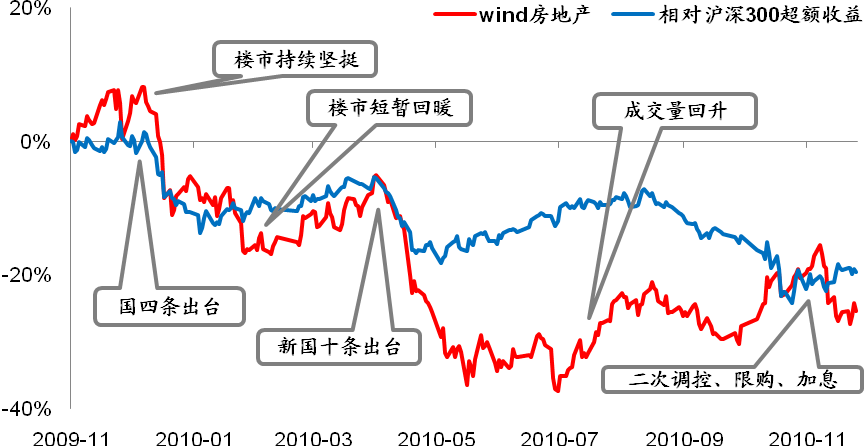 20%
wind房地产
相对沪深300超额收益
楼市持续坚挺
楼市短暂回暖
成交量回升
0%
-20%
国四条出台
新国十条出台
二次调控、限购、加息
-40%
2009-11
2010-01
2010-03
2010-05
2010-07
2010-09
2010-11